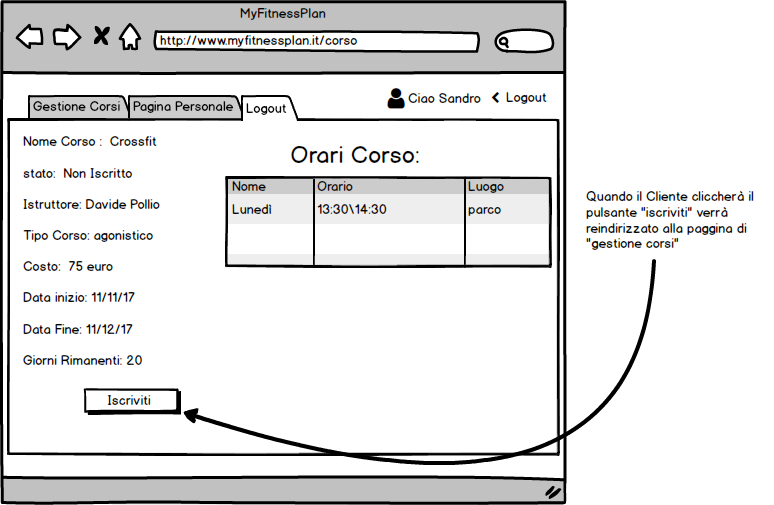 MyFitnessPlan
http://www.myfitnessplan.it/corso
Ciao Sandro
Logout
Gestione Corsi
Pagina Personale
Logout
Nome Corso : Crossfit
stato: Non Iscritto
Istruttore: Davide Pollio
Tipo Corso: agonistico
Costo: 75 euro
Data inizio: 11/11/17
Data Fine: 11/12/17
Giorni Rimanenti: 20
Iscriviti
Orari Corso:
Nome Orario Luogo
Lunedì 13:30\14:30 parco
Quando il Cliente cliccherà il
pulsante "iscriviti" verrà
reindirizzato alla paggina di
"gestione corsi"